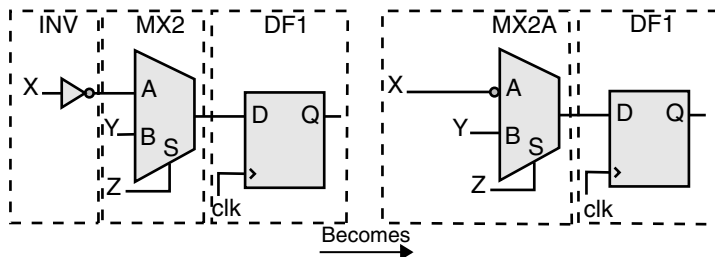 INV MX2 DF1 MX2A DF1
X A D Q X A D Q
Y B Y B
S S
Z Z
clk clk
Becomes